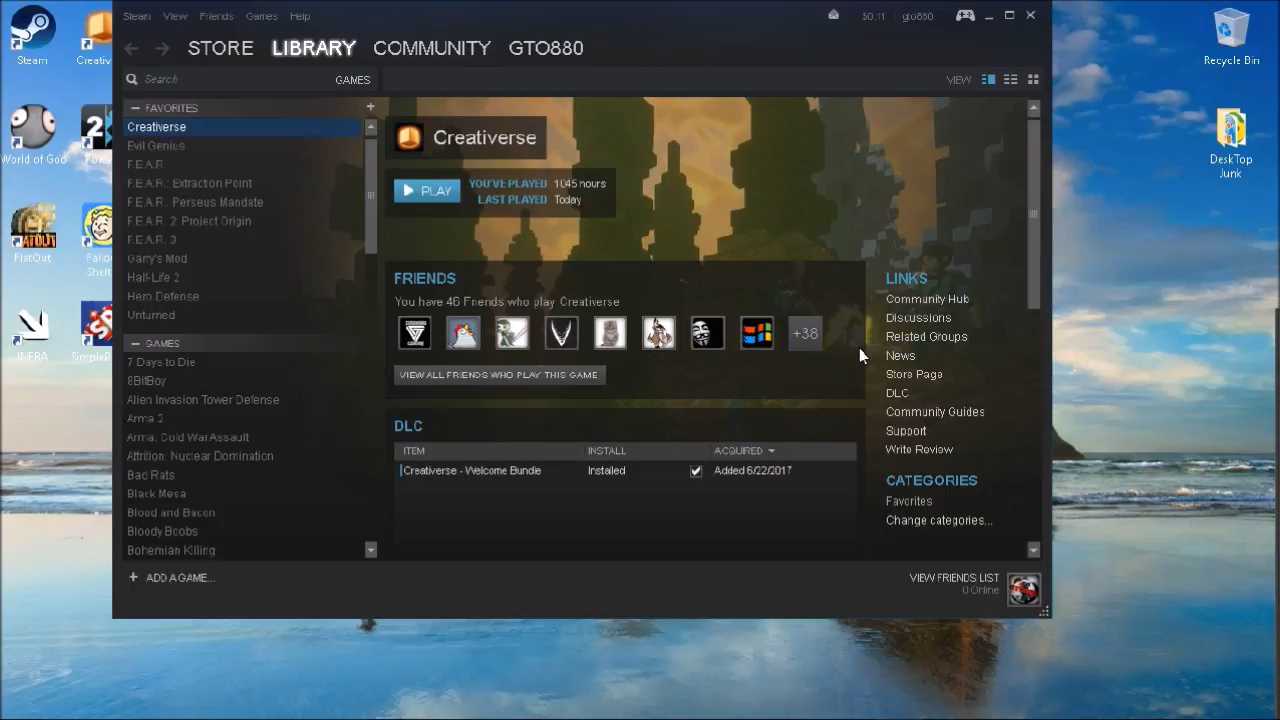 Steam View Friends Games Help
$0.11 gto880
STORE LIBRARY COMMUNITY GTO880
Search GAMES
VIEW
FAVORITES
Creativerse
Evil Genius
F.E.A.R.
F.E.A.R.: Extraction Point
F.E.A.R.: Perseus Mandate
F.E.A.R. 2: Project Origin
F.E.A.R. 3
Garry's Mod
Half-Life 2
Hero Defense
Unturned
GAMES
7 Days to Die
8BitBoy
Alien Invasion Tower Defense
Arma 2
Arma: Cold War Assault
Attrition: Nuclear Domination
Bad Rats
Black Mesa
Blood and Bacon
Bloody Boobs
Bohemian Killing
ADD A GAME...
Creativerse
PLAY
YOU'VE PLAYED 1045 hours
LAST PLAYED Today
FRIENDS
You have 46 Friends who play Creativerse
+38
VIEW ALL FRIENDS WHO PLAY THIS GAME
DLC
ITEM INSTALL ACQUIRED
Creativerse - Welcome Bundle Installed Added 6/22/2017
LINKS
Community Hub
Discussions
Related Groups
News
Store Page
DLC
Community Guides
Support
Write Review
CATEGORIES
Favorites
Change categories...
VIEW FRIENDS LIST
0 Online
Steam
Creativ
World of Goo
FlatOut
Fallou
Shelt
INFRA
SimpleP
Recycle Bin
DeskTop
Junk